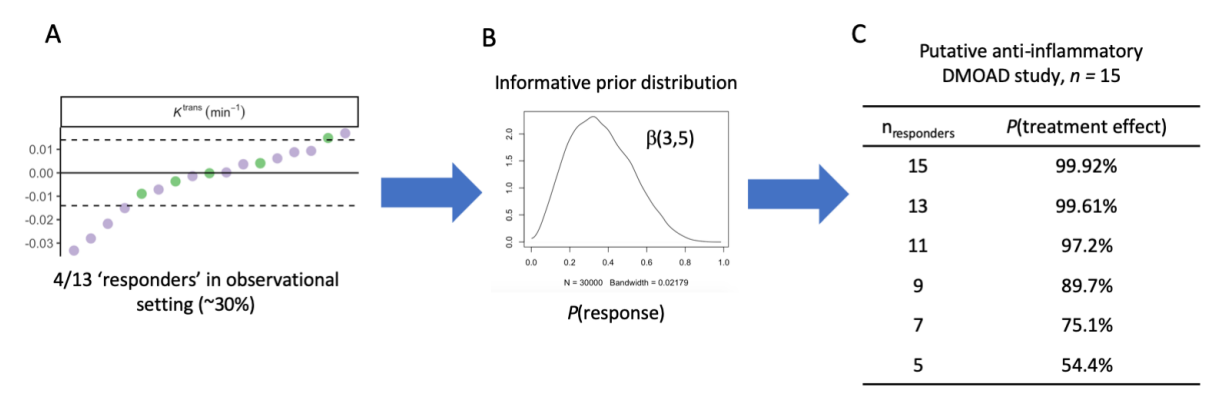 A
K^trans (min⁻¹)
0.01
0.00
-0.01
-0.02
-0.03
4/13 ‘responders’ in observational
setting (~30%)
B
Informative prior distribution
β(3,5)
2.0
1.5
1.0
0.5
0.0
0.0 0.2 0.4 0.6 0.8 1.0
N = 30000 Bandwidth = 0.02179
P(response)
C
Putative anti-inflammatory
DMOAD study, n = 15
nresponders P(treatment effect)
15 99.92%
13 99.61%
11 97.2%
9 89.7%
7 75.1%
5 54.4%